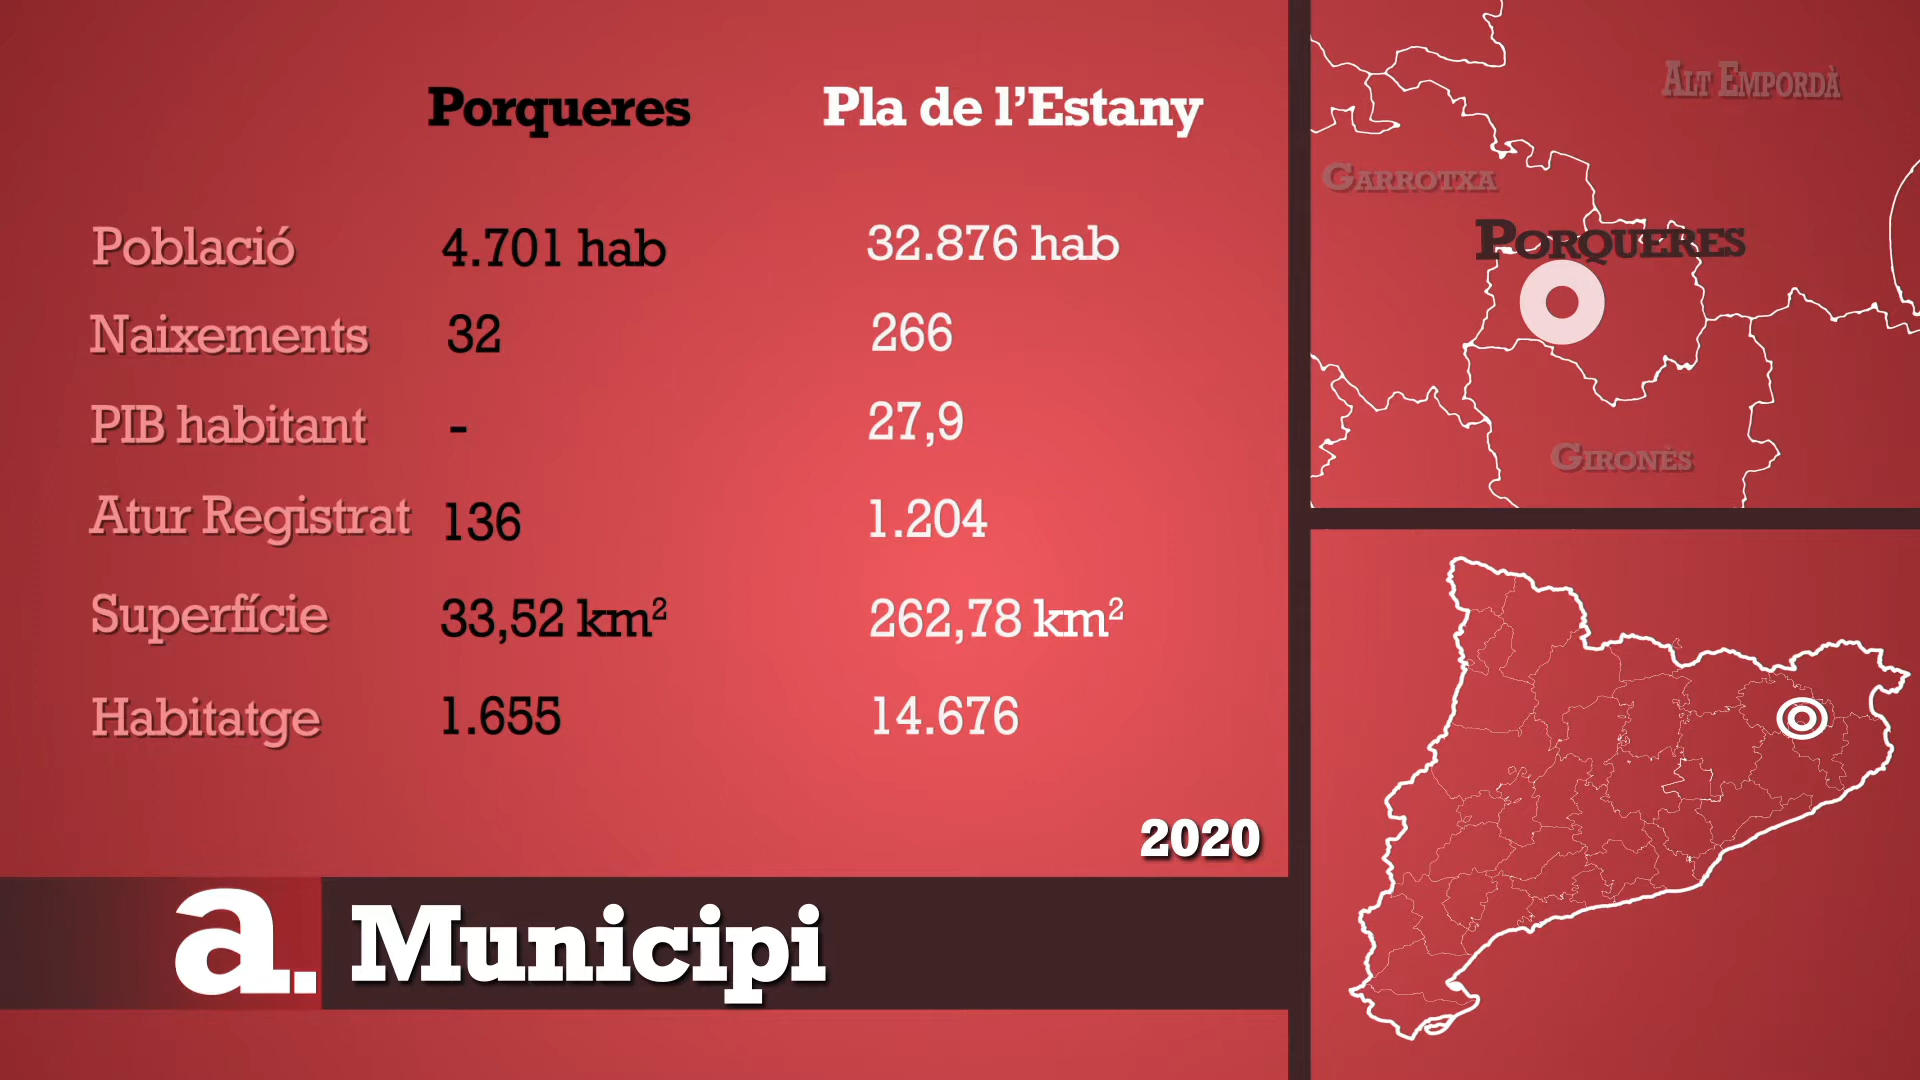 Porqueres Pla de l’Estany
Població 4.701 hab 32.876 hab
Naixements 32 266
PIB habitant - 27,9
Atur Registrat 136 1.204
Superfície 33,52 km² 262,78 km²
Habitatge 1.655 14.676
2020
a. Municipi
ALT EMPORDÀ
GARROTXA
PORQUERES
GIRONÈS